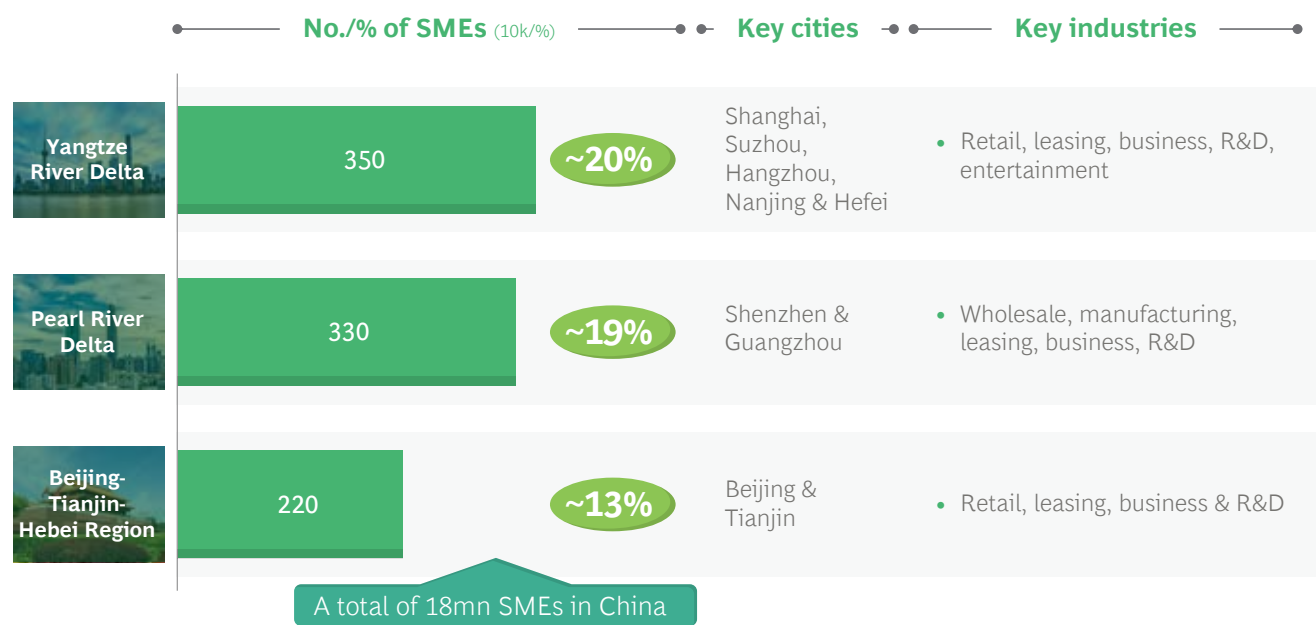 No./% of SMEs (10k/%)
Key cities
Key industries
Yangtze
River Delta
350
~20%
Shanghai,
Suzhou,
Hangzhou,
Nanjing & Hefei
• Retail, leasing, business, R&D,
entertainment
Pearl River
Delta
330
~19%
Shenzhen &
Guangzhou
• Wholesale, manufacturing,
leasing, business, R&D
Beijing-
Tianjin-
Hebei Region
220
~13%
Beijing &
Tianjin
• Retail, leasing, business & R&D
A total of 18mn SMEs in China